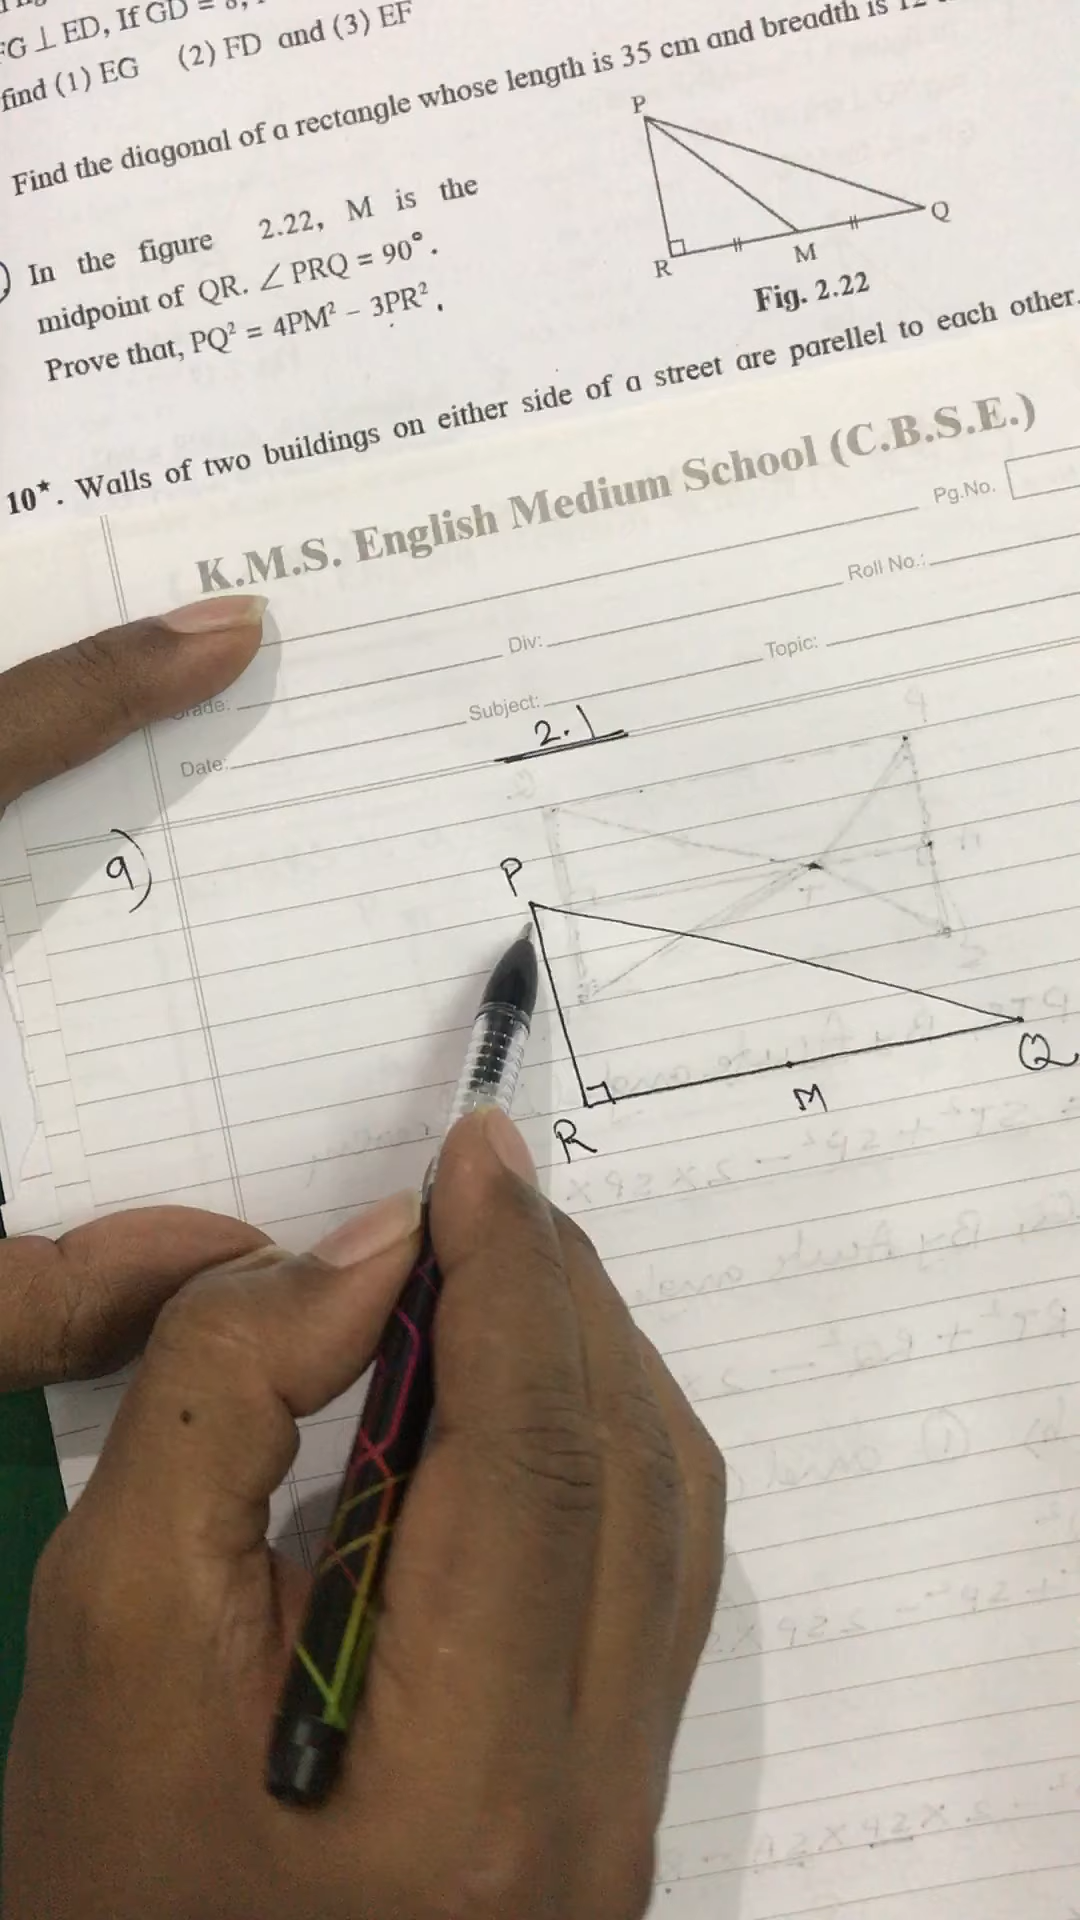 FG ⊥ ED, If GD = 8,
find (1) EG (2) FD and (3) EF
Find the diagonal of a rectangle whose length is 35 cm and breadth is 12
In the figure 2.22, M is the
midpoint of QR. ∠PRQ = 90°.
Prove that, PQ² = 4PM² – 3PR².
P
Q
R
M
Fig. 2.22
10*. Walls of two buildings on either side of a street are parellel to each other.
K.M.S. English Medium School (C.B.S.E.)
Pg.No.
Div:
Roll No.:
Grade:
Subject:
Topic:
Date:
2.1
9)
P
Q
M
R